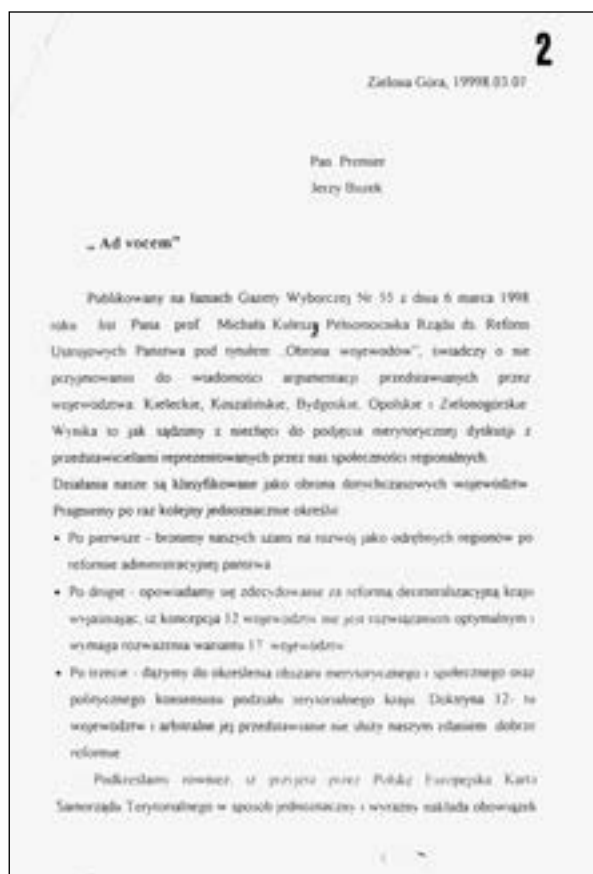 2
Zielona Góra, 19998.03.07
Pan Premier
Jerzy Buzek
„ Ad vocem”
Publikowany na łamach Gazety Wyborczej Nr 55 z dnia 6 marca 1998
roku list Pana prof. Michała Kuleszy Pełnomocnika Rządu ds. Reform
Ustrojowych Państwa pod tytułem „Obrona wojewodów”, świadczy o nie
przyjmowaniu do wiadomości argumentacji przedstawianych przez
województwa: Kieleckie, Koszalińskie, Bydgoskie, Opolskie i Zielonogórskie
Wynika to jak sądzimy z niechęci do podjęcia merytorycznej dyskusji z
przedstawicielami reprezentowanych przez nas społeczności regionalnych.
Działania nasze są klasyfikowane jako obrona dotychczasowych województw.
Pragniemy po raz kolejny jednoznacznie określić
• Po pierwsze - bronimy naszych szans na rozwój jako odrębnych regionów po
reformie administracyjnej państwa
• Po drugie - opowiadamy się zdecydowanie za reformą decentralizacyjną kraju
wyjaśniając, iż koncepcja 12 województw nie jest rozwiązaniem optymalnym i
wymaga rozważenia wariantu 17 województw
• Po trzecie - dążymy do określenia obszaru merytorycznego i społecznego oraz
politycznego konsensusu podziału terytorialnego kraju. Doktryna 12- tu
województw i arbitralne jej przedstawianie nie służy naszym zdaniem dobrze
reformie
Podkreślamy również, iż przyjęta przez Polskę Europejska Karta
Samorządu Terytorialnego w sposób jednoznaczny i wyraźny nakłada obowiązek